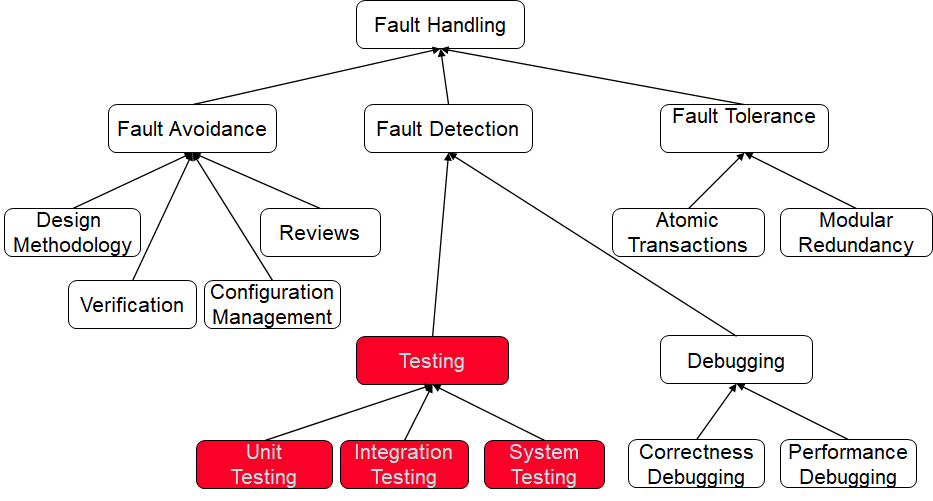 Fault Handling
Fault Avoidance
Fault Detection
Fault Tolerance
Design
Methodology
Reviews
Atomic
Transactions
Modular
Redundancy
Verification
Configuration
Management
Testing
Debugging
Unit
Testing
Integration
Testing
System
Testing
Correctness
Debugging
Performance
Debugging